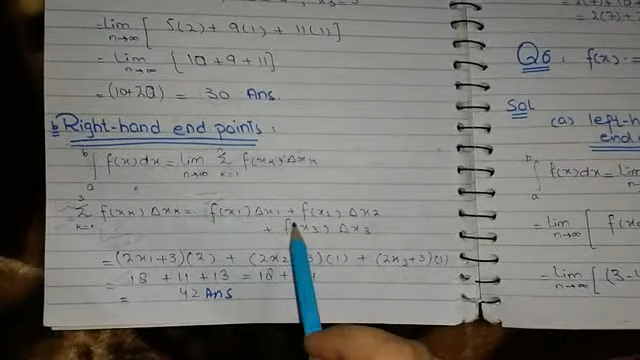 = lim n→∞ [ 5(2) + 9(1) + 11(1)]
= lim n→∞ [10 + 9 + 11]
= (10+20) = 30 Ans.
b Right-hand end points:
∫ₐᵇ f(x)dx = lim n→∞ Σ k=1 n f(xₖ) Δxₖ
Σ k=1 3 f(xₖ) Δxₖ = f(x₁) Δx₁ + f(x₂) Δx₂
+ f(x₃) Δx₃
= (2x₁+3)(2) + (2x₂+3)(1) + (2x₃+3)(1)
= 18 + 11 + 13 = 18 +
= 42 Ans
Q6: f(x) =
Sol
(a) left-h
end
∫ₐᵇ f(x)dx = lim n→∞
= lim n→∞ [f(x
= lim n→∞ [(3-